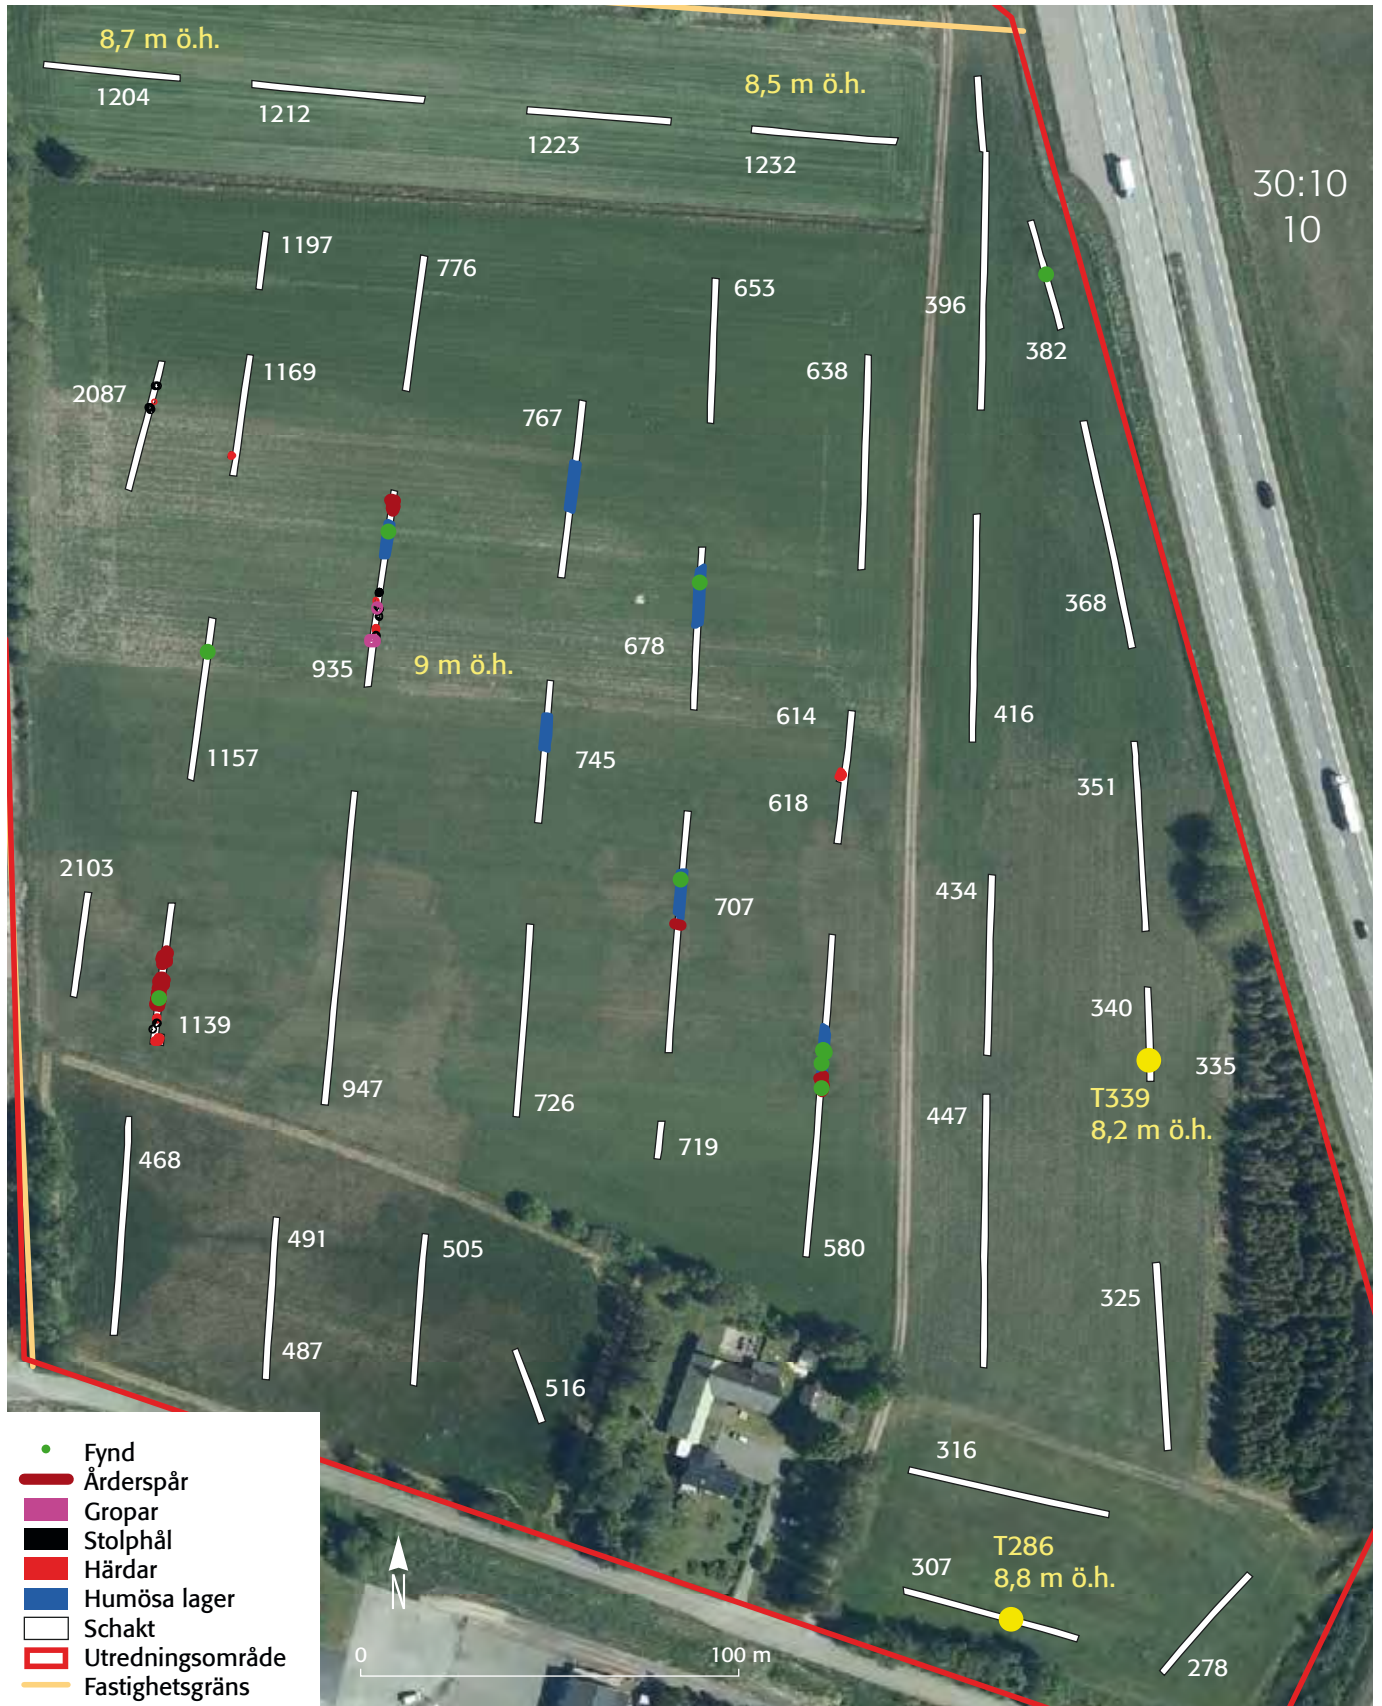 8,7 m ö.h.
1204
1212
8,5 m ö.h.
1223
1232
30:10
10
1197
776
653
396
382
2087
1169
638
767
368
935
9 m ö.h.
678
416
1157
745
614
618
351
2103
707
434
1139
340
335
T339
8,2 m ö.h.
947
726
719
447
468
491
505
580
325
487
516
316
T286
8,8 m ö.h.
307
278
Fynd
Årderspår
Gropar
Stolphål
Härdar
Humösa lager
Schakt
Utredningsområde
Fastighetsgräns
N
0 100 m